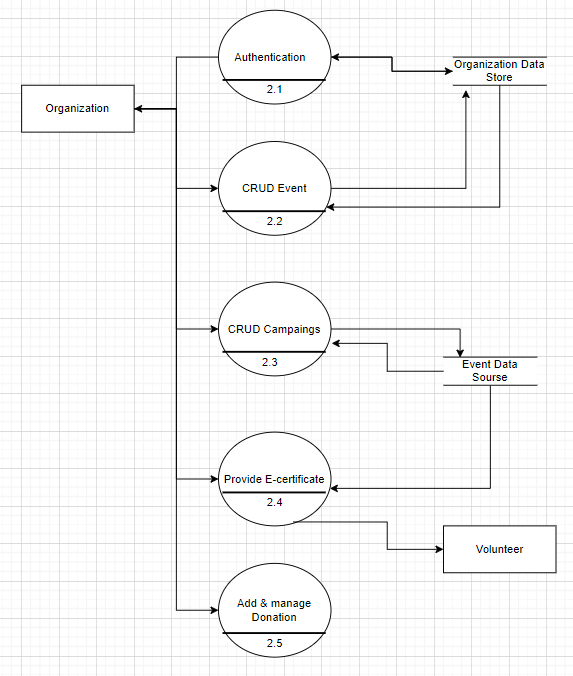 Authentication
2.1
Organization Data
Store
Organization
CRUD Event
2.2
CRUD Campaings
2.3
Event Data
Sourse
Provide E-certificate
2.4
Volunteer
Add & manage
Donation
2.5